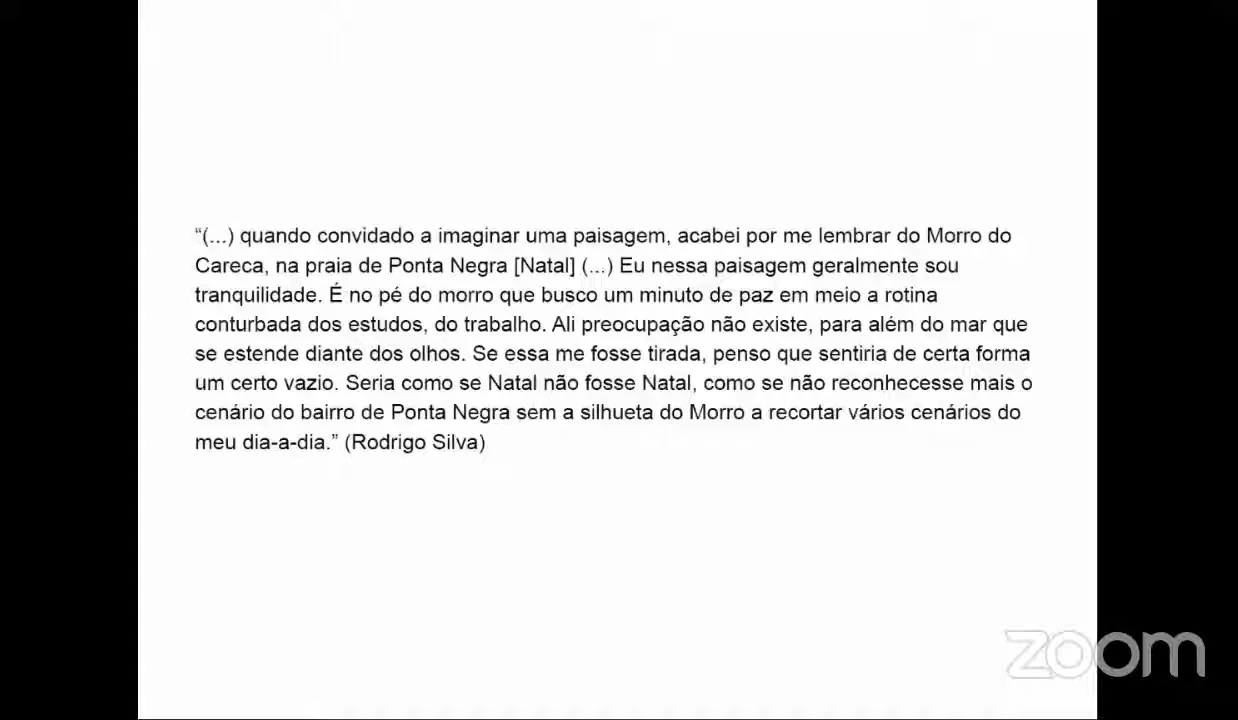 “(...) quando convidado a imaginar uma paisagem, acabei por me lembrar do Morro do
Careca, na praia de Ponta Negra [Natal] (...) Eu nessa paisagem geralmente sou
tranquilidade. É no pé do morro que busco um minuto de paz em meio a rotina
conturbada dos estudos, do trabalho. Ali preocupação não existe, para além do mar que
se estende diante dos olhos. Se essa me fosse tirada, penso que sentiria de certa forma
um certo vazio. Seria como se Natal não fosse Natal, como se não reconhecesse mais o
cenário do bairro de Ponta Negra sem a silhueta do Morro a recortar vários cenários do
meu dia-a-dia.” (Rodrigo Silva)
zoom